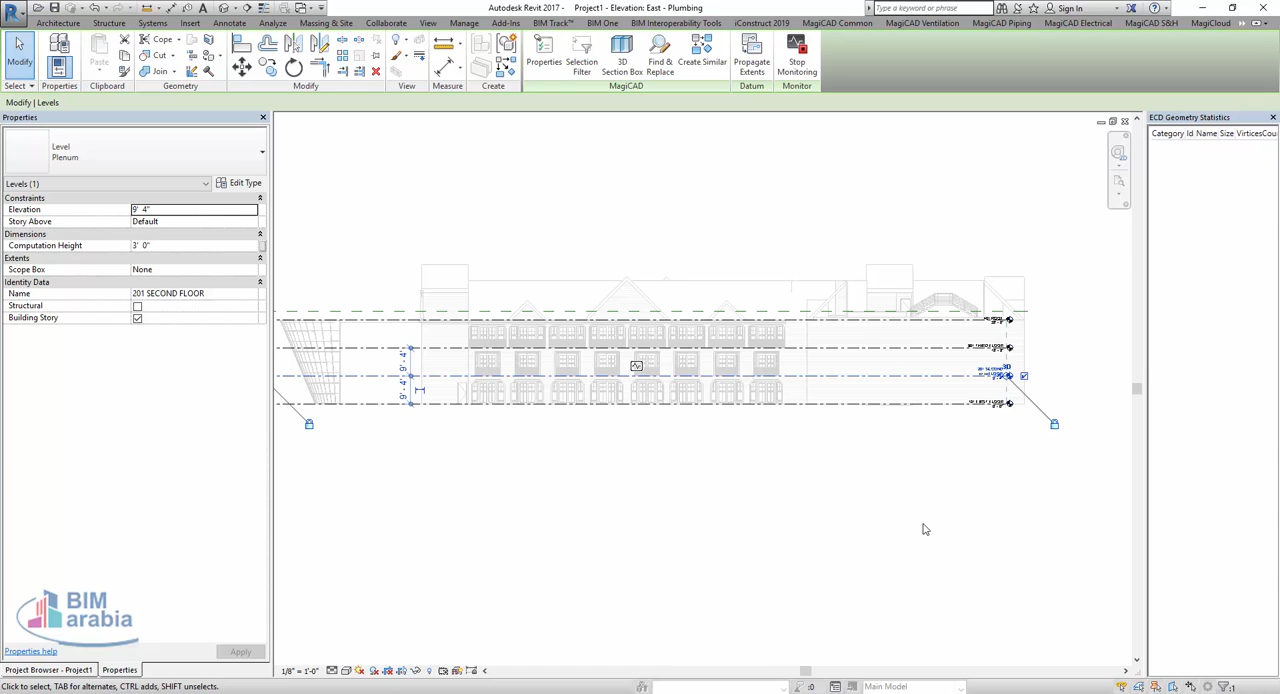 Autodesk Revit 2017 - Project1 - Elevation: East - Plumbing
Type a keyword or phrase
Sign In
Architecture Structure Systems Insert Annotate Analyze Massing & Site Collaborate View Manage Add-Ins BIM Track™ BIM One BIM Interoperability Tools iConstruct 2019 MagiCAD Common MagiCAD Ventilation MagiCAD Piping MagiCAD Electrical MagiCAD S&H MagiCloud
Modify
Paste
Cope
Cut
Join
Properties
Selection Filter
3D Section Box
Find & Replace
Create Similar
Propagate Extents
Stop Monitoring
Select Properties Clipboard Geometry Modify View Measure Create MagiCAD Datum Monitor
Modify | Levels
Properties
Level
Plenum
Levels (1)
Edit Type
Constraints
Elevation 9' 4"
Story Above Default
Dimensions
Computation Height 3' 0"
Extents
Scope Box None
Identity Data
Name 201 SECOND FLOOR
Structural
Building Story
9' - 4"
9' - 4"
3D
ECD Geometry Statistics
Category Id Name Size VirticesCou
BIM
arabia
Properties help
Apply
Project Browser - Project1
Properties
1/8" = 1'-0"
Click to select, TAB for alternates, CTRL adds, SHIFT unselects.
:0
Main Model
:1